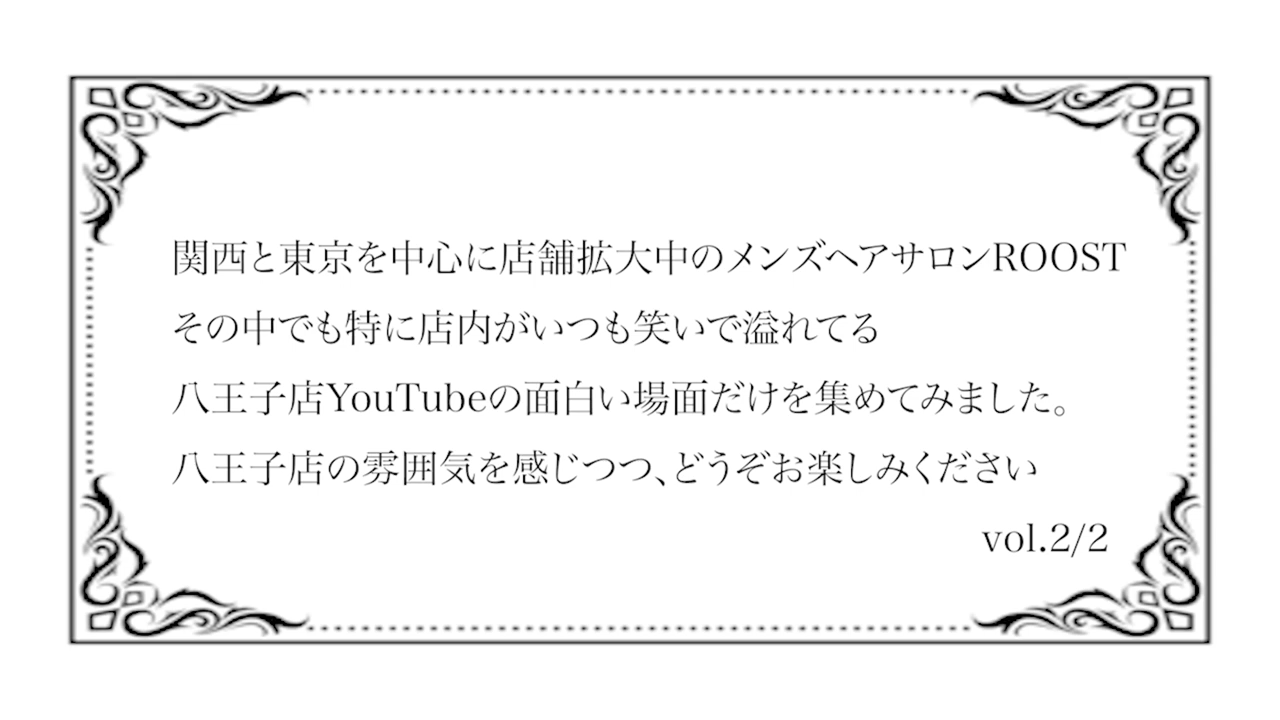 関西と東京を中心に店舗拡大中のメンズヘアサロンROOST
その中でも特に店内がいつも笑いで溢れてる
八王子店YouTubeの面白い場面だけを集めてみました。
八王子店の雰囲気を感じつつ、どうぞお楽しみください
vol.2/2